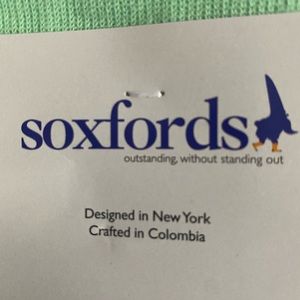 soxfords
outstanding, without standing out
Designed in New York
Crafted in Colombia